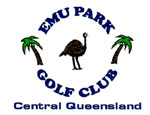 EMU PARK
GOLF CLUB
Central Queensland